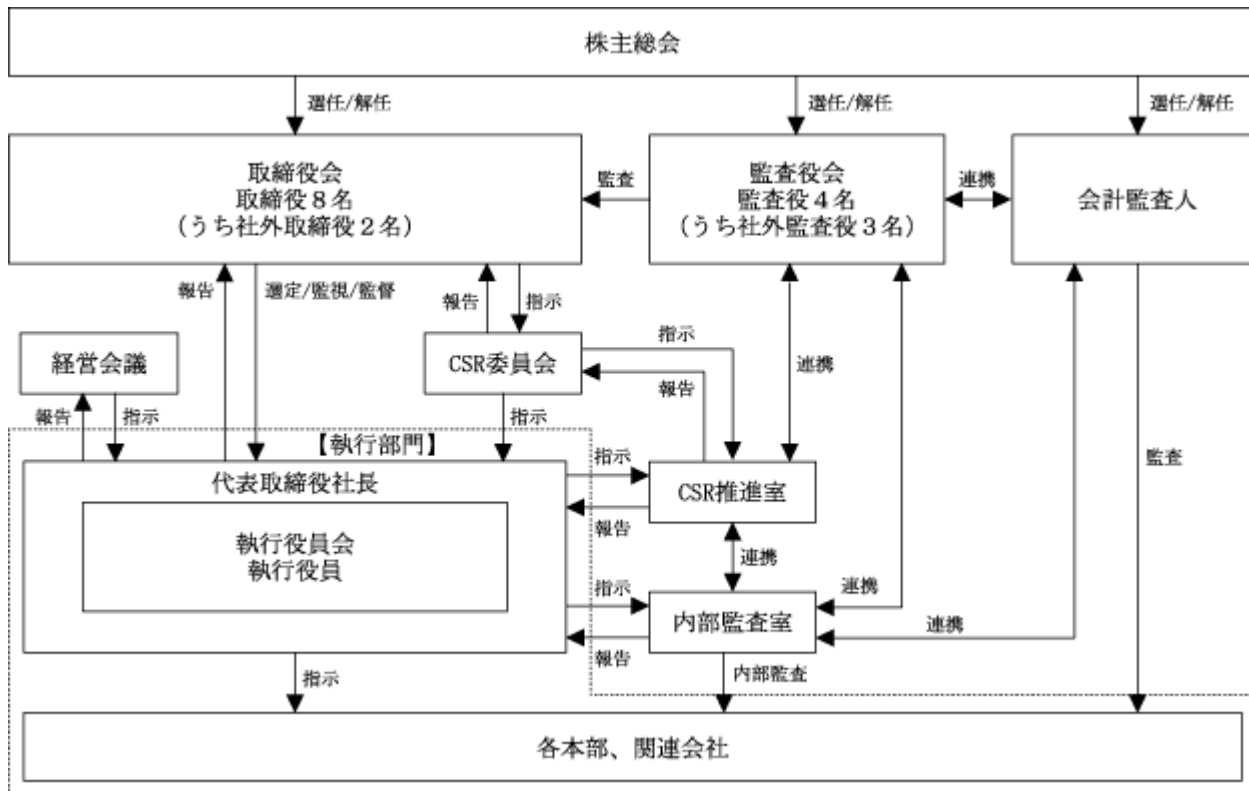 株主総会
選任/解任
選任/解任
選任/解任
取締役会
取締役８名
(うち社外取締役２名)
監査
監査役会
監査役４名
(うち社外監査役３名)
連携
会計監査人
報告
選定/監視/監督
報告
指示
経営会議
CSR委員会
指示
報告
連携
報告
指示
指示
【執行部門】
代表取締役社長
執行役員会
執行役員
指示
報告
CSR推進室
監査
連携
指示
報告
内部監査室
連携
連携
指示
内部監査
各本部、関連会社